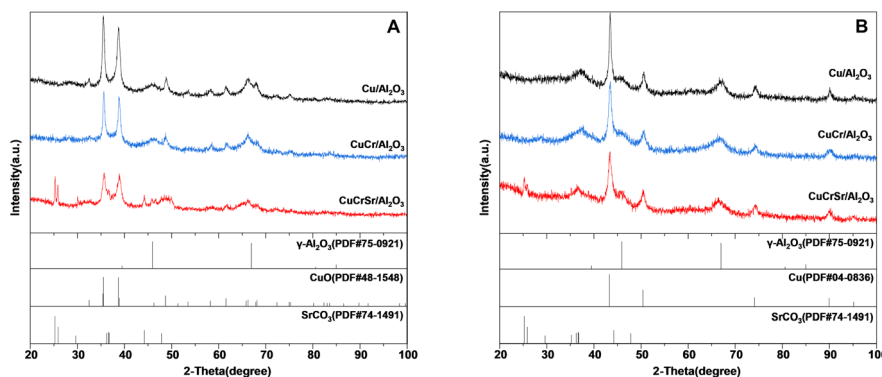 A
Cu/Al₂O₃
CuCr/Al₂O₃
CuCrSr/Al₂O₃
Intensity(a.u.)
γ-Al₂O₃(PDF#75-0921)
CuO(PDF#48-1548)
SrCO₃(PDF#74-1491)
20 30 40 50 60 70 80 90 100
2-Theta(degree)
B
Cu/Al₂O₃
CuCr/Al₂O₃
CuCrSr/Al₂O₃
Intensity(a.u.)
γ-Al₂O₃(PDF#75-0921)
Cu(PDF#04-0836)
SrCO₃(PDF#74-1491)
20 30 40 50 60 70 80 90 100
2-Theta(degree)